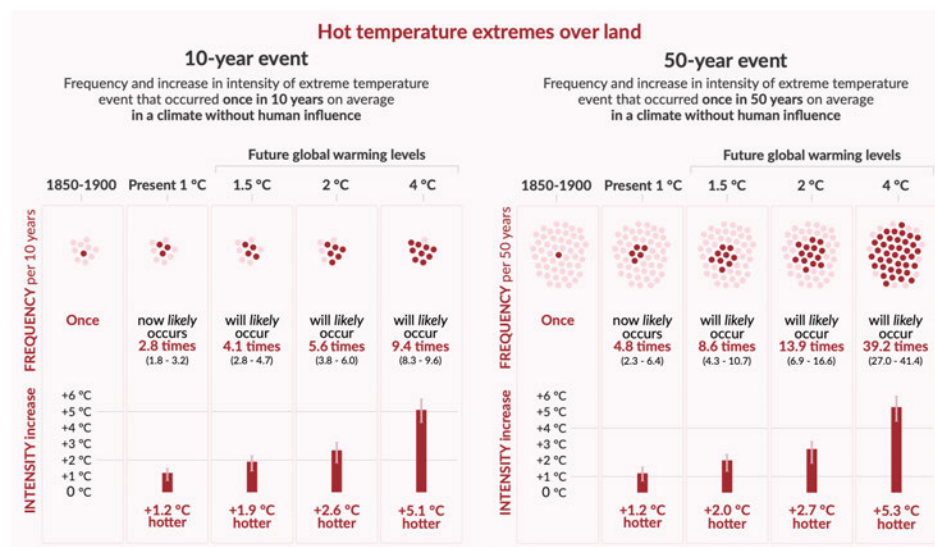 Hot temperature extremes over land
10-year event
Frequency and increase in intensity of extreme temperature
event that occurred once in 10 years on average
in a climate without human influence
Future global warming levels
1850-1900 Present 1 °C 1.5 °C 2 °C 4 °C
FREQUENCY per 10 years
Once
now likely
occurs
2.8 times
(1.8 - 3.2)
will likely
occur
4.1 times
(2.8 - 4.7)
will likely
occur
5.6 times
(3.8 - 6.0)
will likely
occur
9.4 times
(8.3 - 9.6)
INTENSITY increase
+6 °C
+5 °C
+4 °C
+3 °C
+2 °C
+1 °C
0 °C
+1.2 °C
hotter
+1.9 °C
hotter
+2.6 °C
hotter
+5.1 °C
hotter
50-year event
Frequency and increase in intensity of extreme temperature
event that occurred once in 50 years on average
in a climate without human influence
Future global warming levels
1850-1900 Present 1 °C 1.5 °C 2 °C 4 °C
FREQUENCY per 50 years
Once
now likely
occurs
4.8 times
(2.3 - 6.4)
will likely
occur
8.6 times
(4.3 - 10.7)
will likely
occur
13.9 times
(6.9 - 16.6)
will likely
occur
39.2 times
(27.0 - 41.4)
INTENSITY increase
+6 °C
+5 °C
+4 °C
+3 °C
+2 °C
+1 °C
0 °C
+1.2 °C
hotter
+2.0 °C
hotter
+2.7 °C
hotter
+5.3 °C
hotter